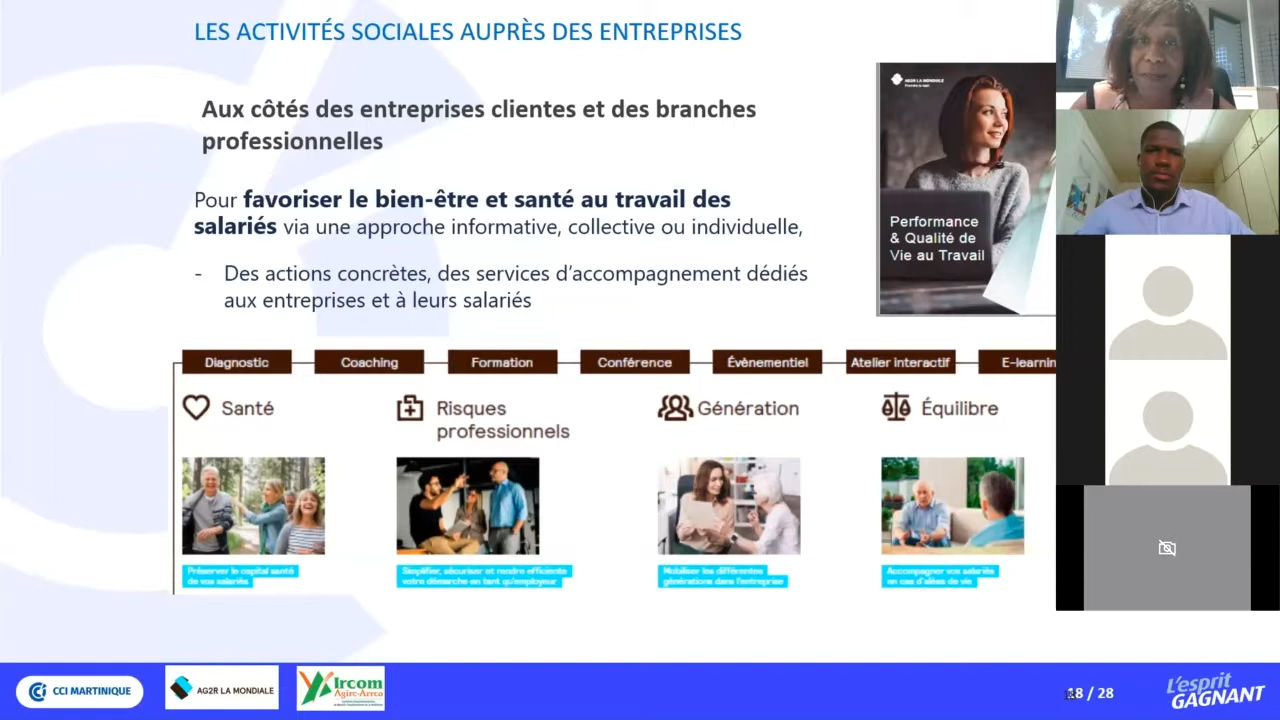 LES ACTIVITÉS SOCIALES AUPRÈS DES ENTREPRISES
Aux côtés des entreprises clientes et des branches
professionnelles
Pour favoriser le bien-être et santé au travail des
salariés via une approche informative, collective ou individuelle,
- Des actions concrètes, des services d’accompagnement dédiés
aux entreprises et à leurs salariés
AG2R LA MONDIALE
Performance
& Qualité de
Vie au Travail
Diagnostic
Coaching
Formation
Conférence
Évènementiel
Atelier interactif
E-learnin
Santé
Risques
professionnels
Génération
Équilibre
Préserver le capital santé
de vos salariés
Simplifier, sécuriser et rendre efficiente
votre démarche en tant qu'employeur
Mobiliser les différentes
générations dans l'entreprise
Accompagner vos salariés
en cas d'aléas de vie
CCI MARTINIQUE
AG2R LA MONDIALE
Ircom
Agirc-Arrco
18 / 28
L'esprit
GAGNANT